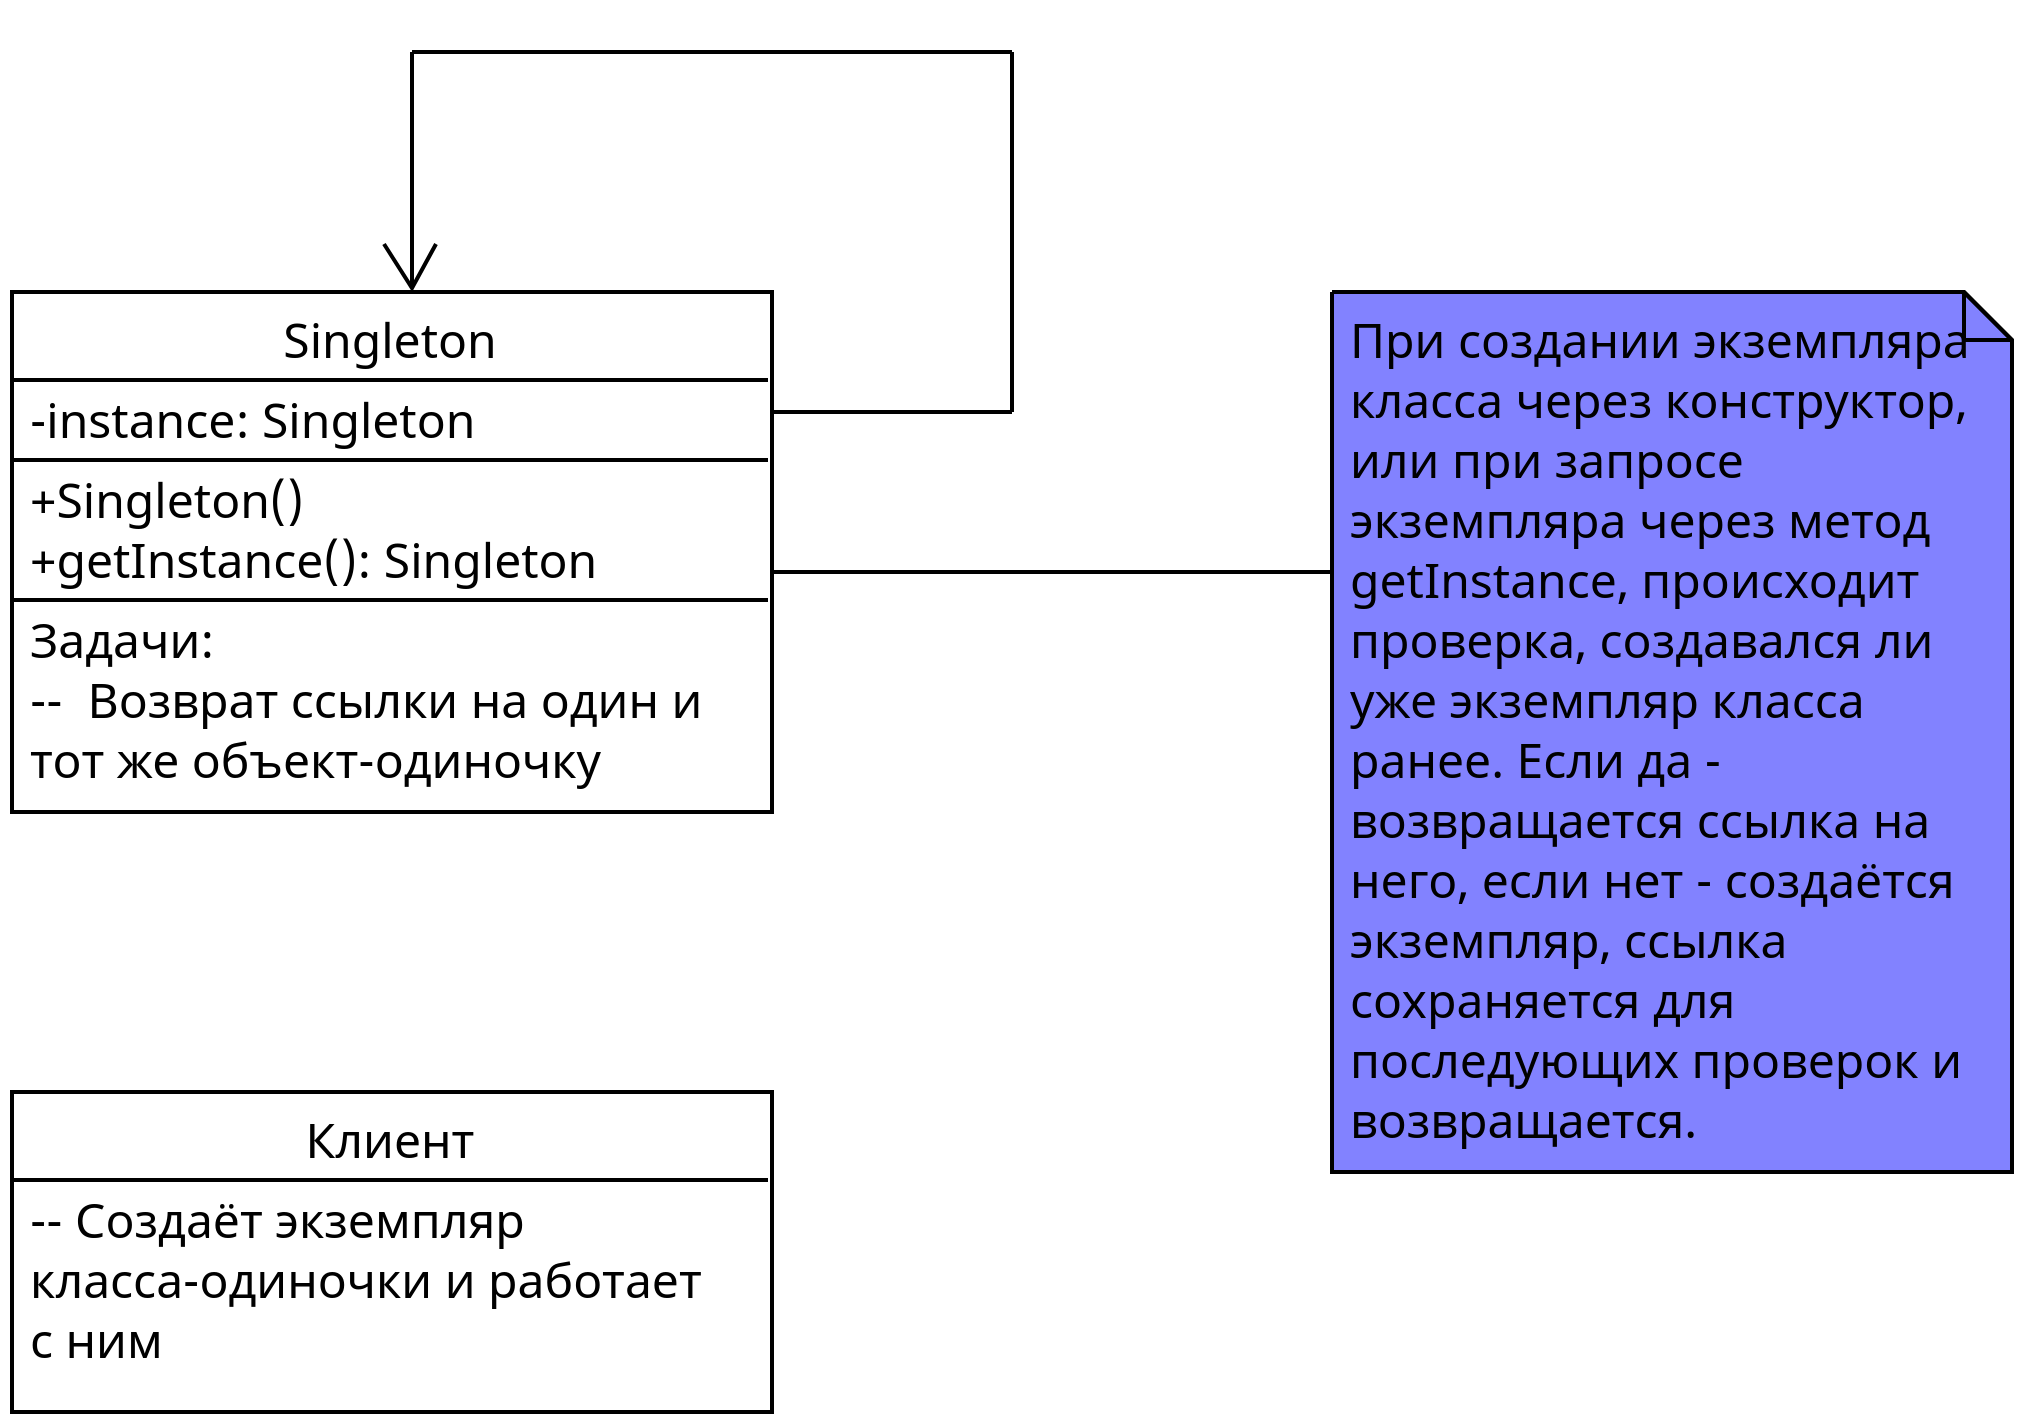 Singleton
-instance: Singleton
+Singleton()
+getInstance(): Singleton
Задачи:
--  Возврат ссылки на один и
тот же объект-одиночку
При создании экземпляра
класса через конструктор,
или при запросе
экземпляра через метод
getInstance, происходит
проверка, создавался ли
уже экземпляр класса
ранее. Если да -
возвращается ссылка на
него, если нет - создаётся
экземпляр, ссылка
сохраняется для
последующих проверок и
возвращается.
Клиент
-- Создаёт экземпляр
класса-одиночки и работает
с ним